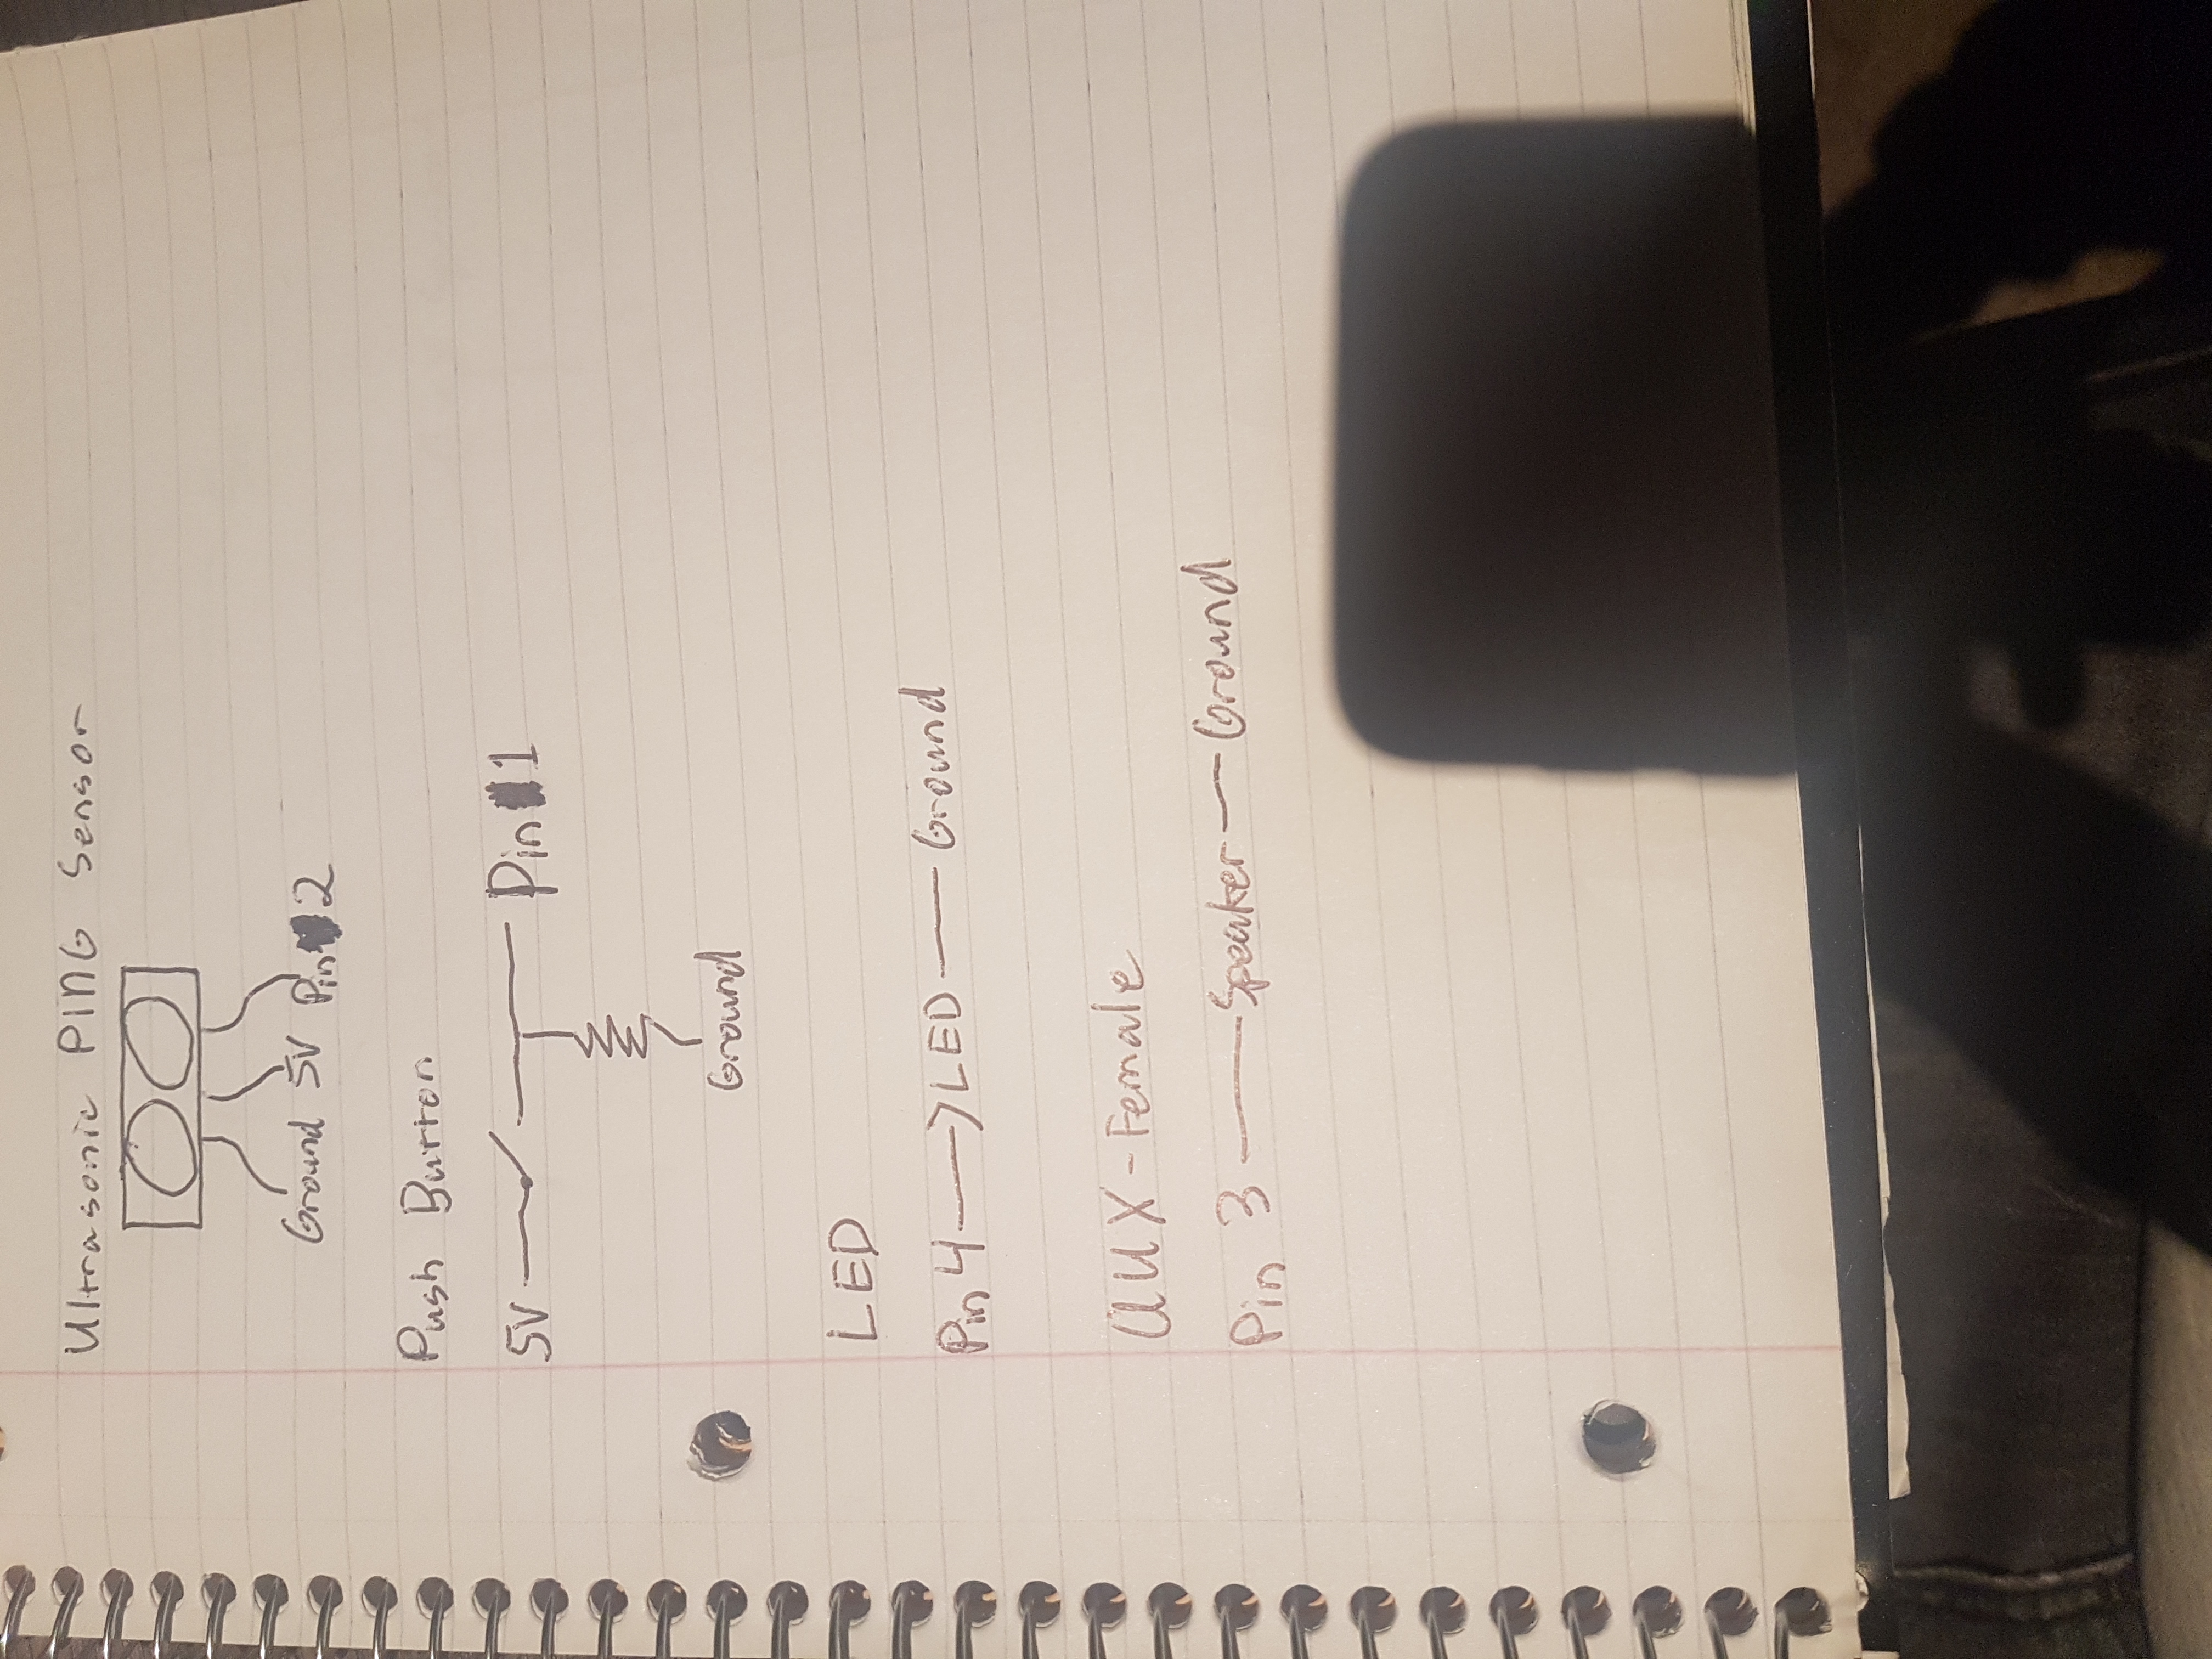 Ultrasonic PING Sensor
Ground 5V Pin 2
Push Button
5V Pin 1
Ground
LED
Pin 4 LED Ground
AUX-Female
Pin 3 Speaker Ground